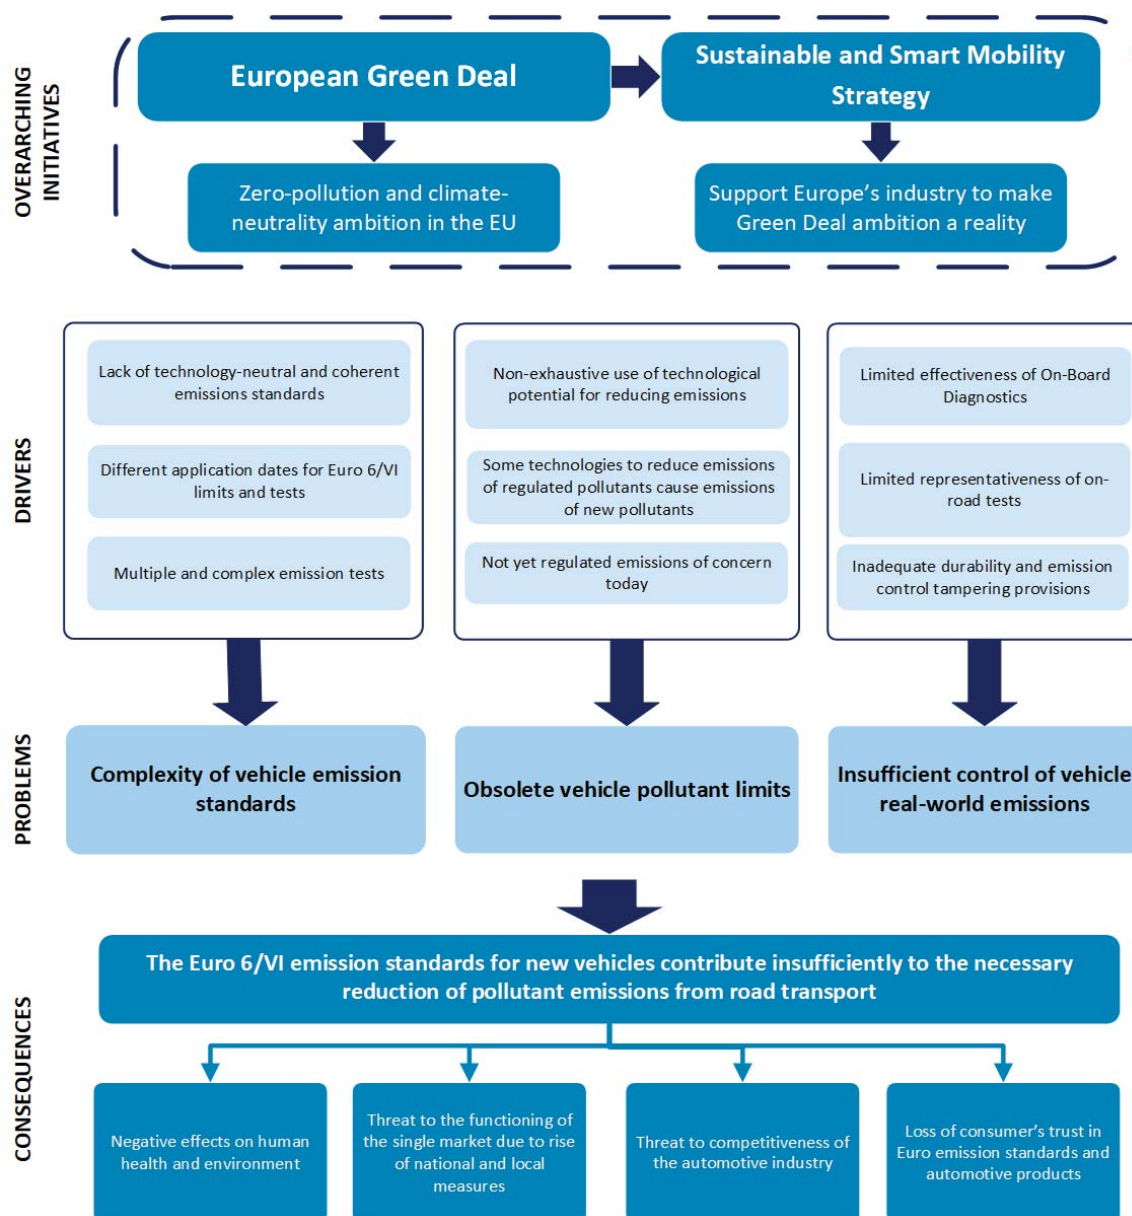 OVERARCHING
INITIATIVES
European Green Deal
Sustainable and Smart Mobility
Strategy
Zero-pollution and climate-
neutrality ambition in the EU
Support Europe's industry to make
Green Deal ambition a reality
DRIVERS
Lack of technology-neutral and coherent
emissions standards
Different application dates for Euro 6/VI
limits and tests
Multiple and complex emission tests
Non-exhaustive use of technological
potential for reducing emissions
Some technologies to reduce emissions
of regulated pollutants cause emissions
of new pollutants
Not yet regulated emissions of concern
today
Limited effectiveness of On-Board
Diagnostics
Limited representativeness of on-
road tests
Inadequate durability and emission
control tampering provisions
PROBLEMS
Complexity of vehicle emission
standards
Obsolete vehicle pollutant limits
Insufficient control of vehicle
real-world emissions
CONSEQUENCES
The Euro 6/VI emission standards for new vehicles contribute insufficiently to the necessary
reduction of pollutant emissions from road transport
Negative effects on human
health and environment
Threat to the functioning of
the single market due to rise
of national and local
measures
Threat to competitiveness of
the automotive industry
Loss of consumer's trust in
Euro emission standards and
automotive products